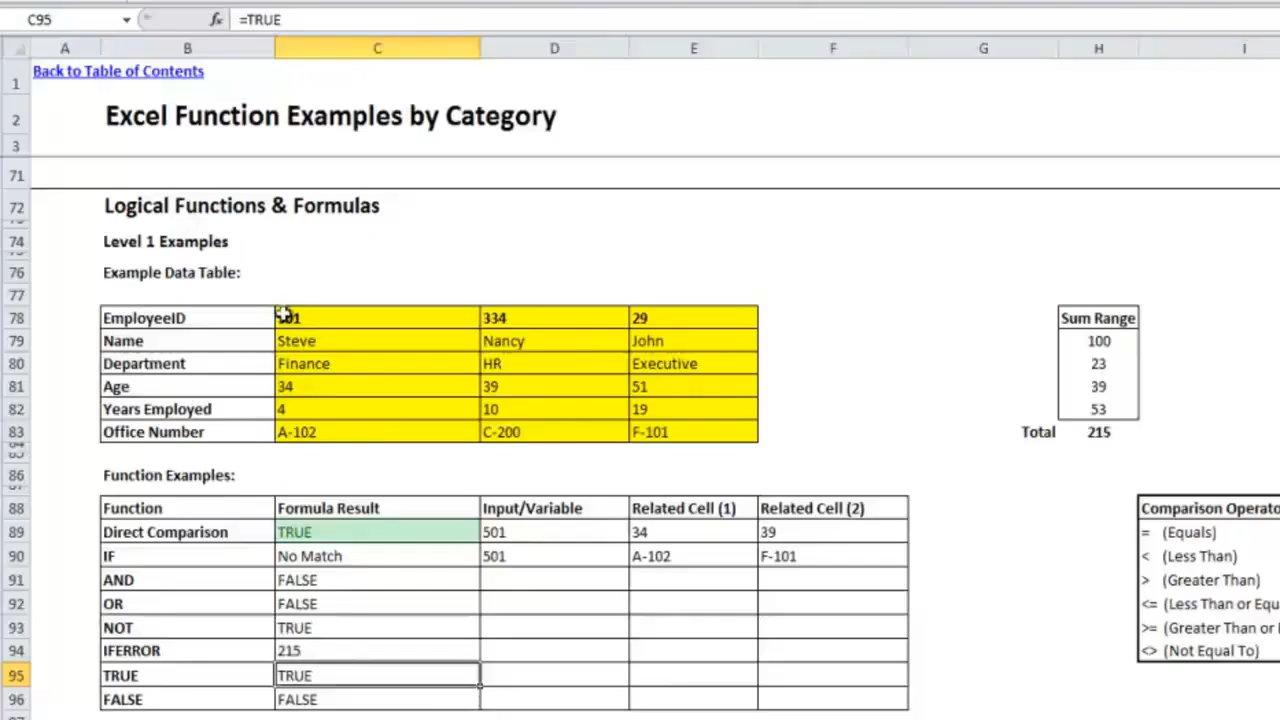 C95 fx =TRUE
A B C D E F G H I
1 Back to Table of Contents
2 Excel Function Examples by Category
3
71
72 Logical Functions & Formulas
74 Level 1 Examples
76 Example Data Table:
77
78 EmployeeID 01 334 29 Sum Range
79 Name Steve Nancy John 100
80 Department Finance HR Executive 23
81 Age 34 39 51 39
82 Years Employed 4 10 19 53
83 Office Number A-102 C-200 F-101 Total 215
86 Function Examples:
88 Function Formula Result Input/Variable Related Cell (1) Related Cell (2) Comparison Operato
89 Direct Comparison TRUE 501 34 39 = (Equals)
90 IF No Match 501 A-102 F-101 < (Less Than)
91 AND FALSE > (Greater Than)
92 OR FALSE <= (Less Than or Equ
93 NOT TRUE >= (Greater Than or
94 IFERROR 215 <> (Not Equal To)
95 TRUE TRUE
96 FALSE FALSE